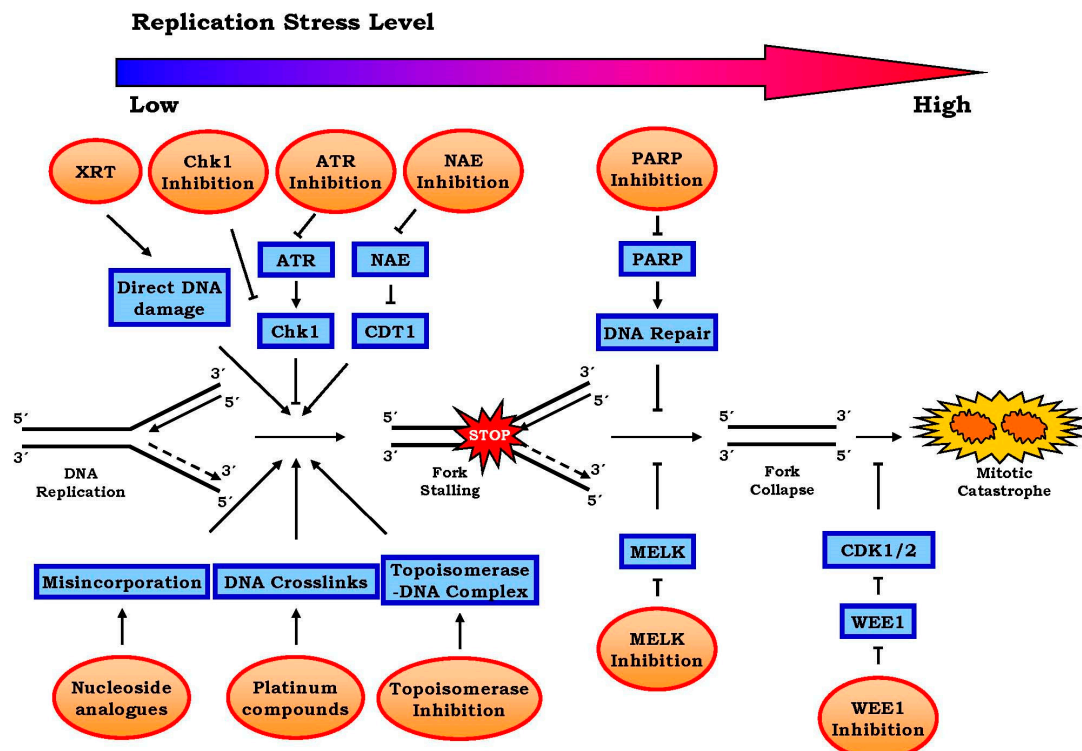 Replication Stress Level
Low
High
XRT
Chk1
Inhibition
ATR
Inhibition
NAE
Inhibition
PARP
Inhibition
ATR
NAE
PARP
Direct DNA
damage
Chk1
CDT1
DNA Repair
5´
3´
3´
5´
3´
5´
DNA
Replication
5´
3´
3´
5´
3´
5´
STOP
Fork
Stalling
5´
3´
3´
5´
Fork
Collapse
Mitotic
Catastrophe
Misincorporation
DNA Crosslinks
Topoisomerase
-DNA Complex
MELK
CDK1/2
WEE1
Nucleoside
analogues
Platinum
compounds
Topoisomerase
Inhibition
MELK
Inhibition
WEE1
Inhibition